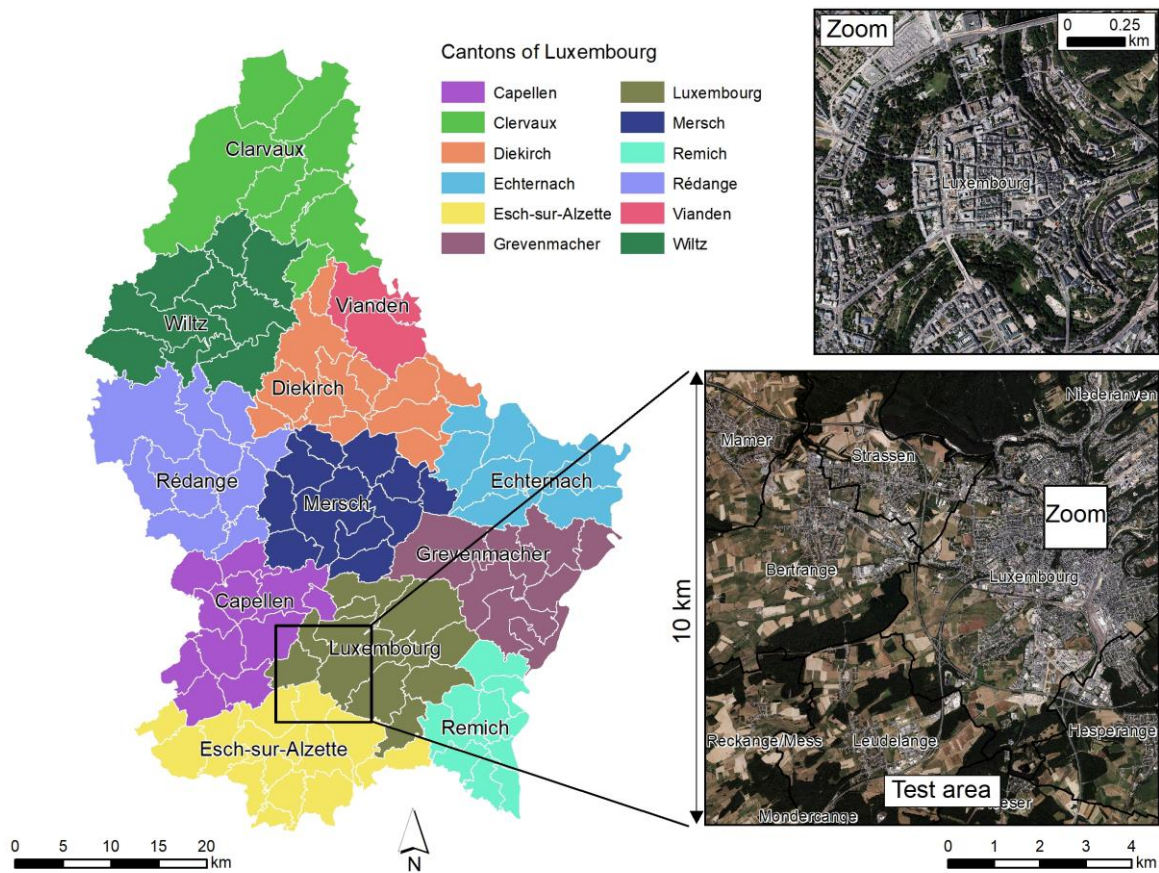 Cantons of Luxembourg
Capellen
Clervaux
Diekirch
Echternach
Esch-sur-Alzette
Grevenmacher
Luxembourg
Mersch
Remich
Rédange
Vianden
Wiltz
Clarvaux
Vianden
Wiltz
Diekirch
Rédange
Mersch
Echternach
Grevenmacher
Capellen
Luxembourg
Remich
Esch-sur-Alzette
0 5 10 15 20
km
N
Zoom
0 0.25
km
Luxembourg
10 km
Niederanven
Mamer
Strassen
Zoom
Bertrange
Luxembourg
Hesperange
Reckange/Mess
Leudelange
Test area
Mondercange
0 1 2 3 4
km